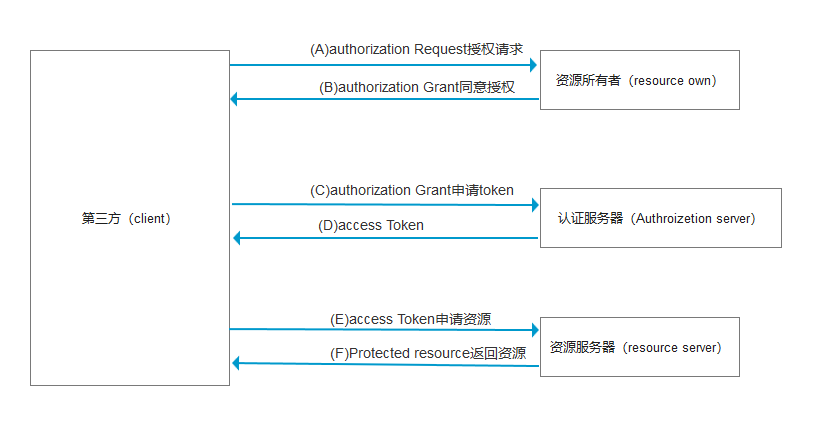 (A)authorization Request授权请求
资源所有者（resource own）
(B)authorization Grant同意授权
(C)authorization Grant申请token
第三方（client）
认证服务器（Authroizetion server）
(D)access Token
(E)access Token申请资源
资源服务器（resource server）
(F)Protected resource返回资源